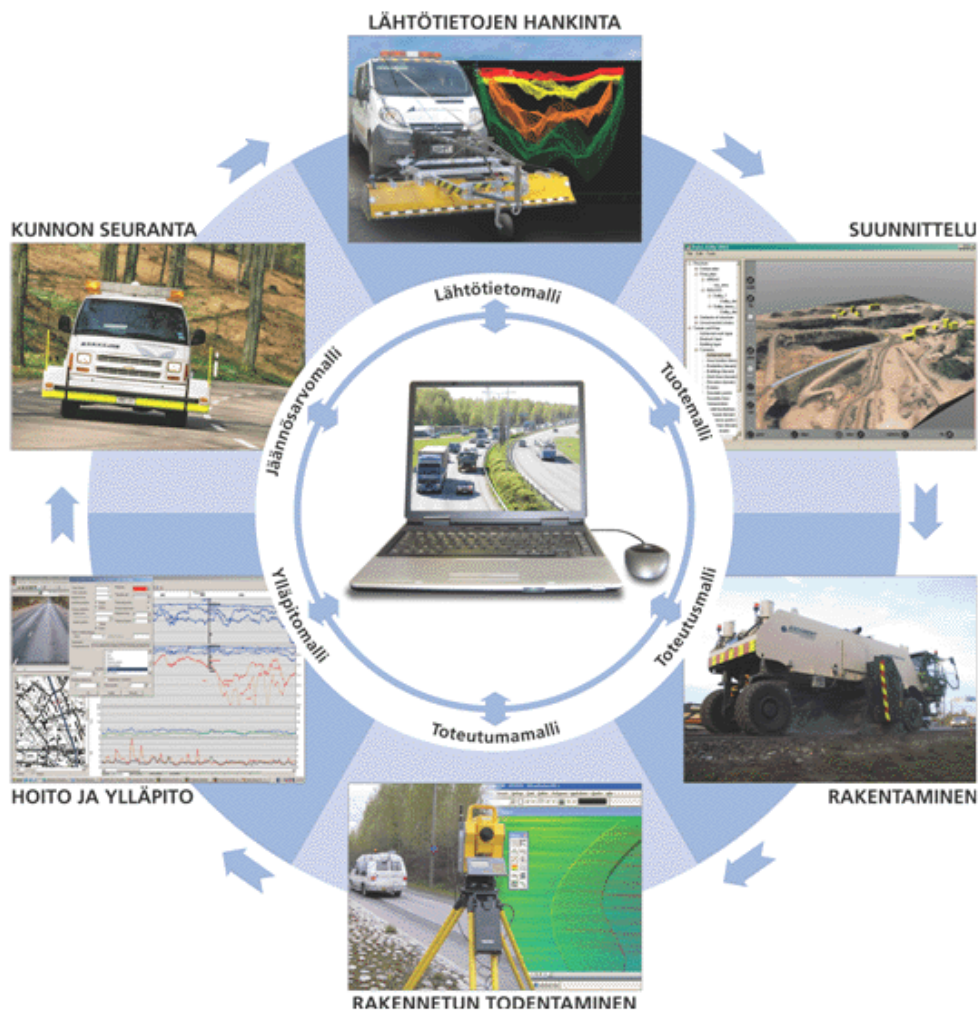 LÄHTÖTIETOJEN HANKINTA
KUNNON SEURANTA
SUUNNITTELU
Lähtötietomalli
Jäännösarvomalli
Tuotemalli
Ylläpitomalli
Toteutusmalli
Toteutumamalli
HOITO JA YLLÄPITO
RAKENTAMINEN
RAKENNETUN TODENTAMINEN